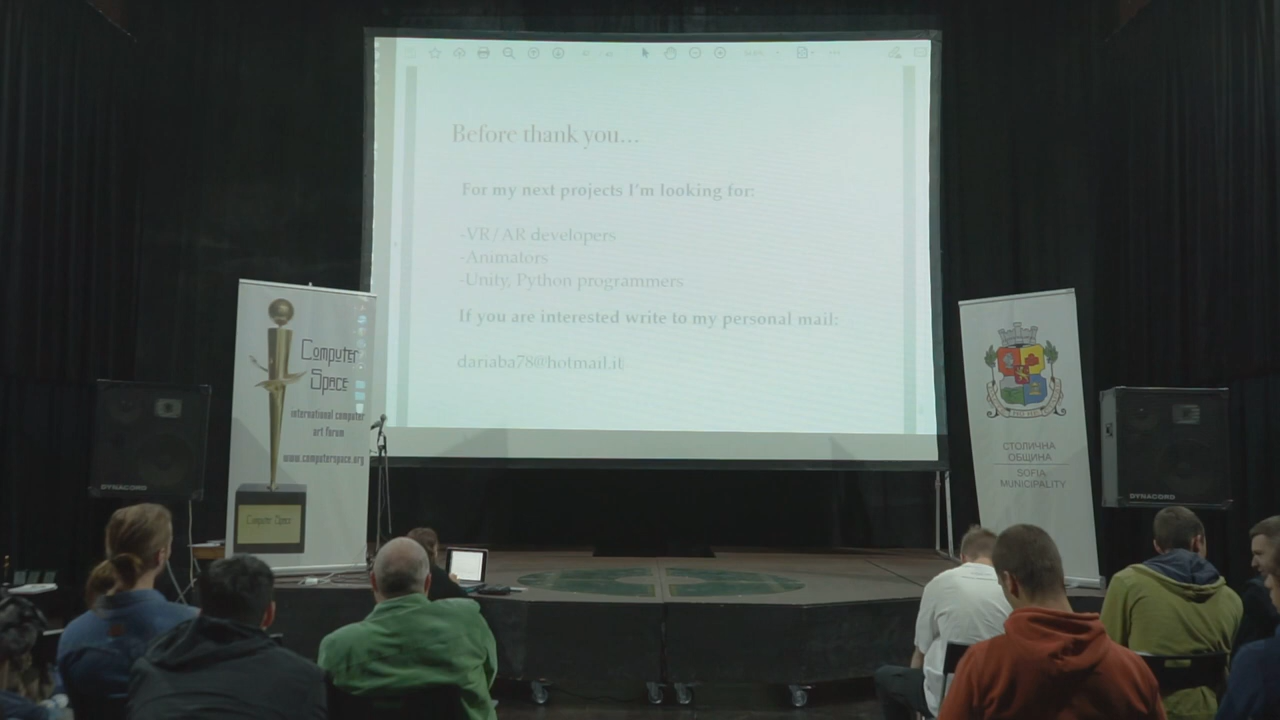 Before thank you...
For my next projects I'm looking for:
-VR/AR developers
-Animators
-Unity, Python programmers
If you are interested write to my personal mail:
dariaba78@hotmail.it
Computer
Space
international computer
art forum
www.computerspace.org
Computer Space
СТОЛИЧНА
ОБЩИНА
SOFIA
MUNICIPALITY
DYNACORD
DYNACORD